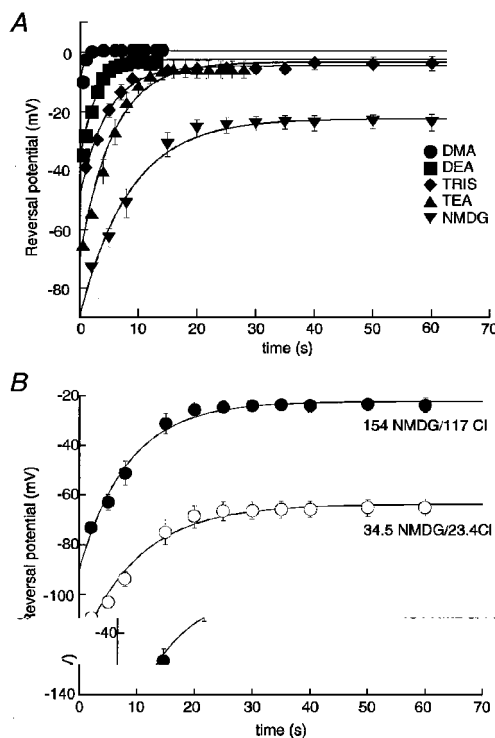 A
0
-20
-40
-60
-80
Reversal potential (mV)
DMA
DEA
TRIS
TEA
NMDG
0 10 20 30 40 50 60 70
time (s)
B
-20
-40
-60
-80
-100
-140
Reversal potential (mV)
154 NMDG/117 Cl
34.5 NMDG/23.4Cl
-40
0 10 20 30 40 50 60 70
time (s)